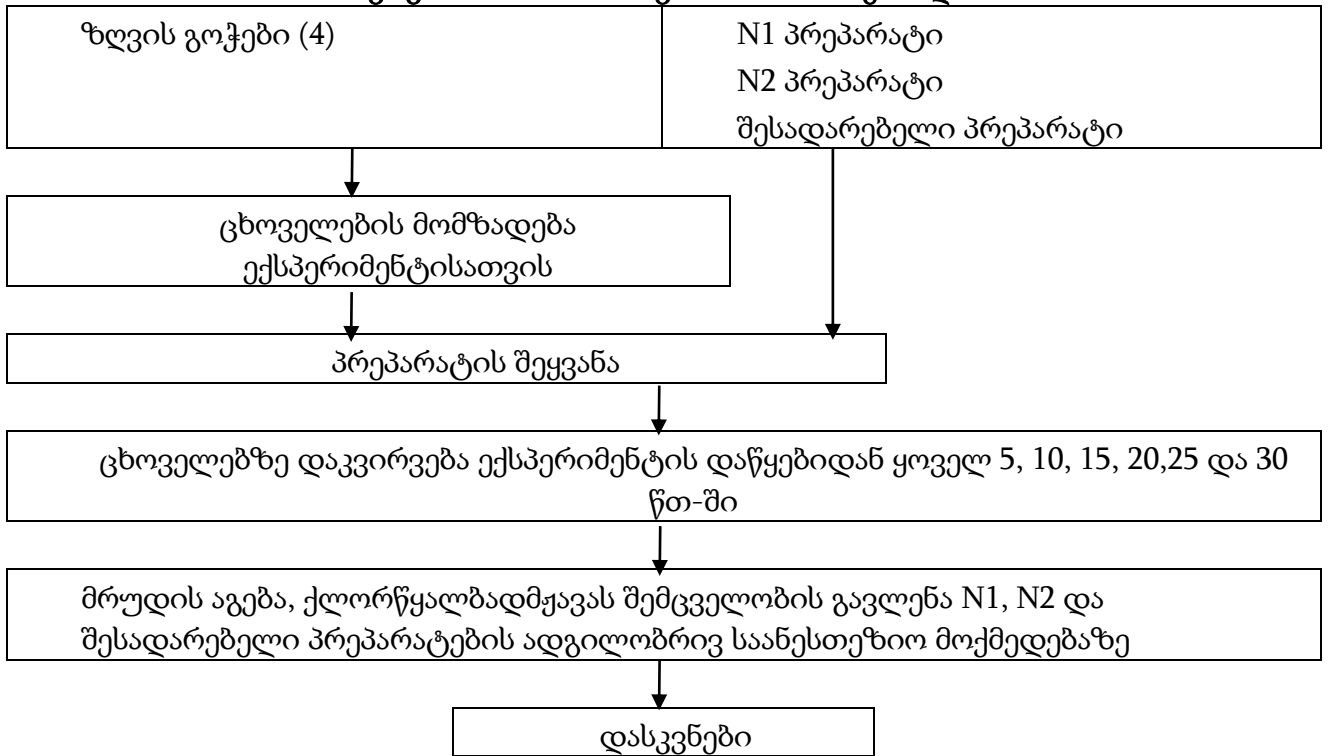 ზღვის გოჭები (4)
N1 პრეპარატი
N2 პრეპარატი
შესადარებელი პრეპარატი
ცხოველების მომზადება
ექსპერიმენტისათვის
პრეპარატის შეყვანა
ცხოველებზე დაკვირვება ექსპერიმენტის დაწყებიდან ყოველ 5, 10, 15, 20,25 და 30
წთ-ში
მრუდის აგება, ქლორწყალბადმჟავას შემცველობის გავლენა N1, N2 და
შესადარებელი პრეპარატების ადგილობრივ საანესთეზიო მოქმედებაზე
დასკვნები